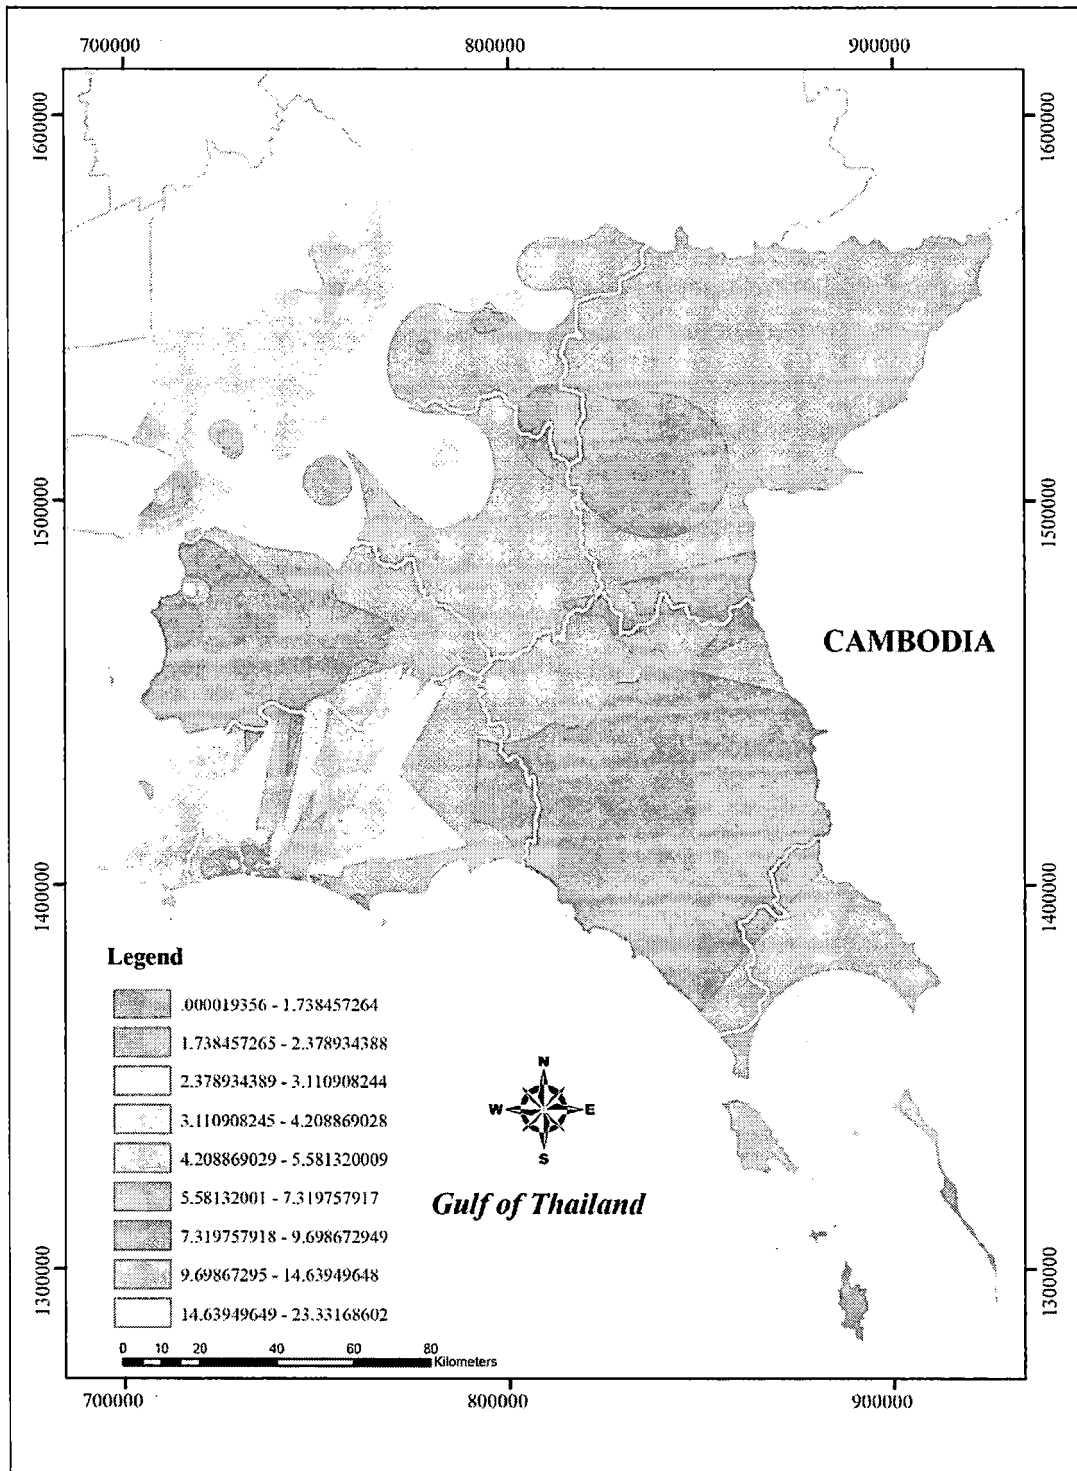 700000 800000 900000
1600000 1600000
1500000 1500000
CAMBODIA
1400000 1400000
Legend
.000019356 - 1.738457264
1.738457265 - 2.378934388
2.378934389 - 3.110908244
3.110908245 - 4.208869028
4.208869029 - 5.581320009
5.58132001 - 7.319757917
7.319757918 - 9.698672949
9.69867295 - 14.63949648
14.63949649 - 23.33168602
N
W E
S
Gulf of Thailand
1300000 1300000
0 10 20 40 60 80
Kilometers
700000 800000 900000